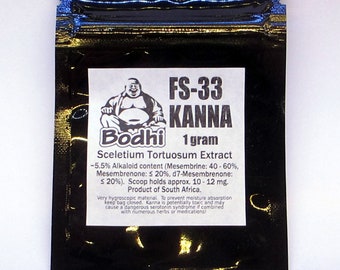 FS-33
KANNA
1 gram
Bodhi
Sceletium Tortuosum Extract
~5.5% Alkaloid content (Mesembrine: 40 - 60%,
Mesembrenone: ≤ 20%, d7-Mesembrenone:
≤ 20%). Scoop holds approx. 10 - 12 mg.
Product of South Africa.
Very hygroscopic material. To prevent moisture absorption
keep bag closed. Kanna is potentially toxic and may
cause a dangerous serotonin syndrome if combined
with numerous herbs or medications!